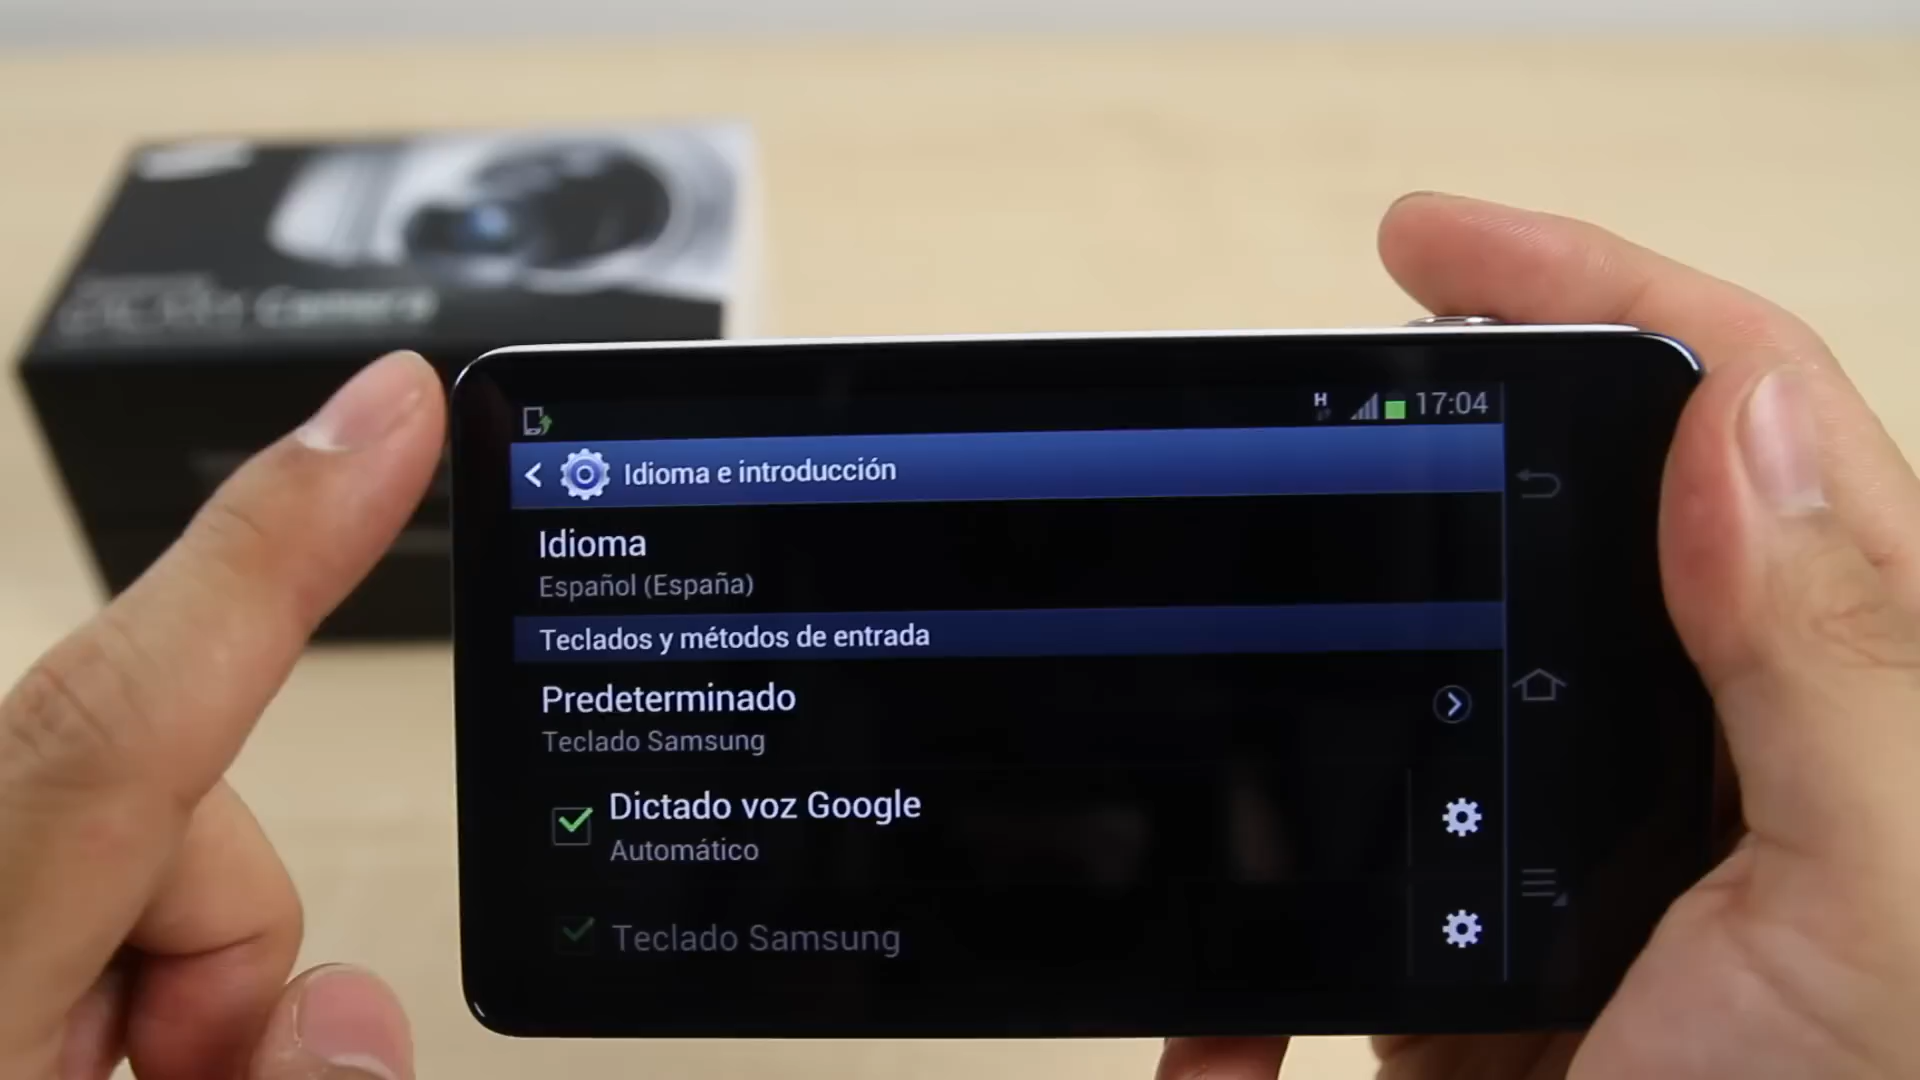 Camera
H
17:04
Idioma e introducción
Idioma
Español (España)
Teclados y métodos de entrada
Predeterminado
Teclado Samsung
Dictado voz Google
Automático
Teclado Samsung